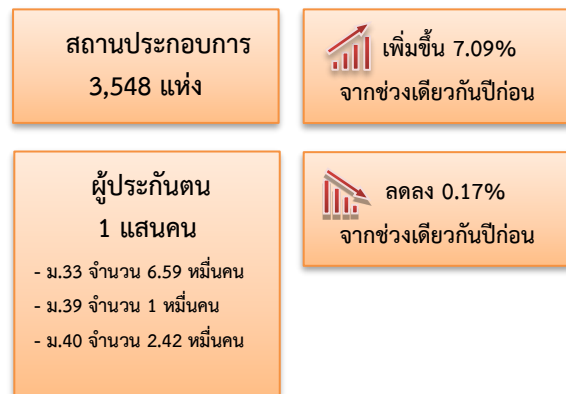 สถานประกอบการ
3,548 แห่ง
เพิ่มขึ้น 7.09%
จากช่วงเดียวกันปีก่อน
ผู้ประกันตน
1 แสนคน
- ม.33 จำนวน 6.59 หมื่นคน
- ม.39 จำนวน 1 หมื่นคน
- ม.40 จำนวน 2.42 หมื่นคน
ลดลง 0.17%
จากช่วงเดียวกันปีก่อน